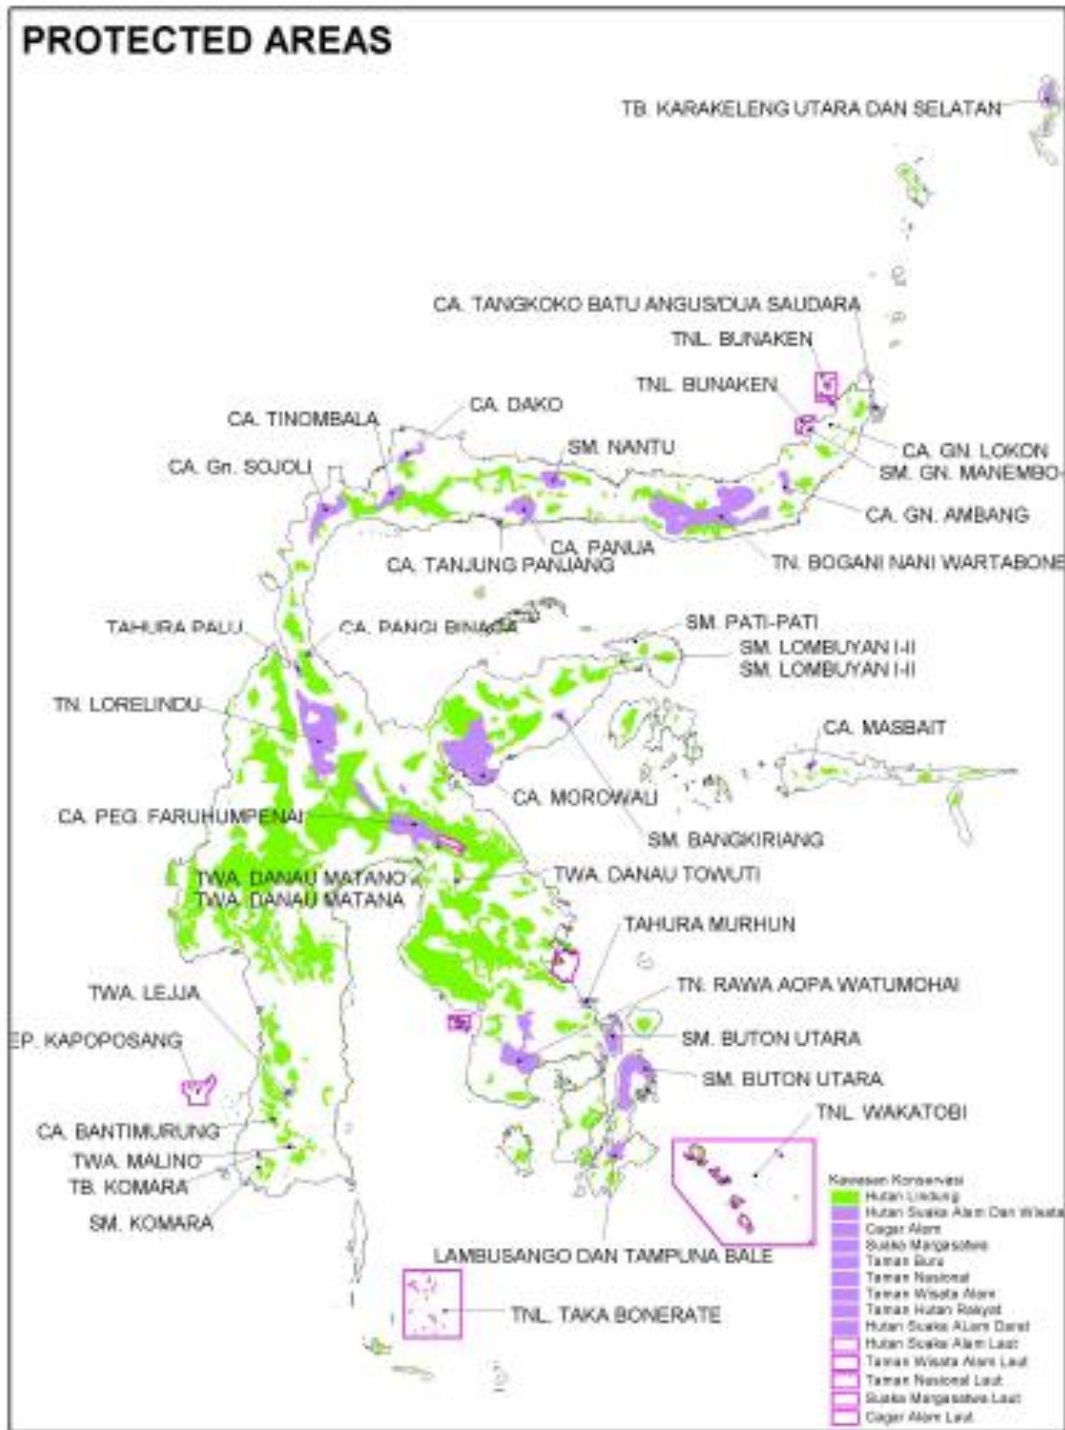 PROTECTED AREAS
TB. KARAKELENG UTARA DAN SELATAN
CA. TANGKOKO BATU ANGUS/DUA SAUDARA
TNL. BUNAKEN
TNL. BUNAKEN
CA. DAKO
CA. TINOMBALA
SM. NANTU
CA. GN. LOKON
CA. Gn. SOJOLI
SM. GN. MANEMBO-
CA. GN. AMBANG
CA. PANUA
CA. TANJUNG PANJANG
TN. BOGANI NANI WARTABONE
TAHURA PALU
CA. PANGI BINAGA
SM. PATI-PATI
SM. LOMBUYAN I-II
SM. LOMBUYAN I-II
TN. LORELINDU
CA. MASBAIT
CA. MOROWALI
CA. PEG. FARUHUMPENAI
SM. BANGKIRIANG
TWA. DANAU MATANO
TWA. DANAU TOWUTI
TWA. DANAU MATANA
TAHURA MURHUN
TWA. LEJJA
TN. RAWA AOPA WATUMOHAI
EP. KAPOPOSANG
SM. BUTON UTARA
SM. BUTON UTARA
TNL. WAKATOBI
CA. BANTIMURUNG
TWA. MALINO
TB. KOMARA
SM. KOMARA
LAMBUSANGO DAN TAMPUNA BALE
TNL. TAKA BONERATE
Kawasan Konservasi
Hutan Lindung
Hutan Suaka Alam Dan Wisata
Cagar Alam
Suaka Margasatwa
Taman Buru
Taman Nasional
Taman Wisata Alam
Taman Hutan Rakyat
Hutan Suaka ALam Darat
Hutan Suaka Alam Laut
Taman Wisata Alam Laut
Taman Nasional Laut
Suaka Margasatwa Laut
Cagar Alam Laut